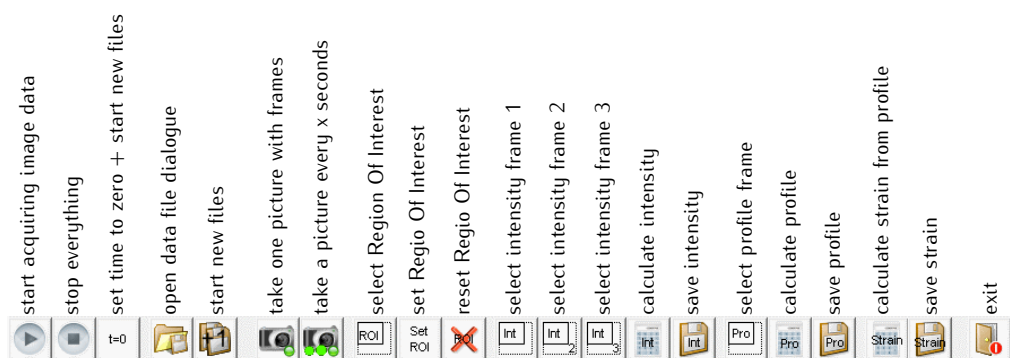 start acquiring image data
stop everything
set time to zero + start new files
open data file dialogue
start new files
take one picture with frames
take a picture every x seconds
select Region Of Interest
set Regio Of Interest
reset Regio Of Interest
select intensity frame 1
select intensity frame 2
select intensity frame 3
calculate intensity
save intensity
select profile frame
calculate profile
save profile
calculate strain from profile
save strain
exit
t=0
+1
ROI
Set
ROI
ROI
Int
Int
2
Int
3
Int
Int
Pro
Pro
Pro
Strain
Strain